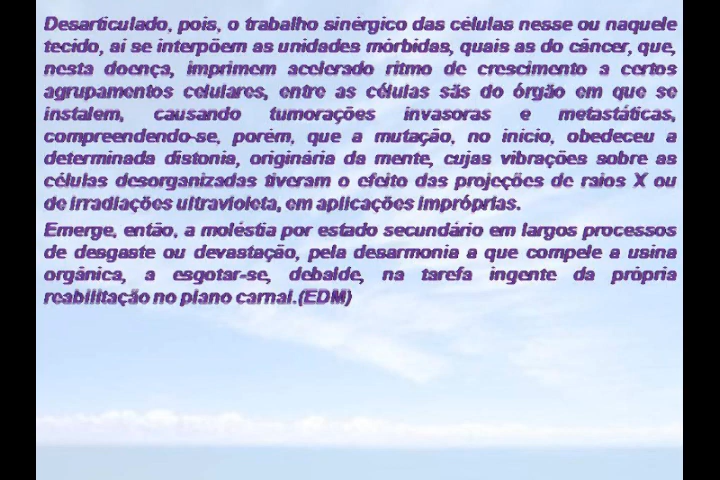 Desarticulado, pois, o trabalho sinérgico das células nesse ou naquele
tecido, aí se interpõem as unidades mórbidas, quais as do câncer, que,
nesta doença, imprimem acelerado ritmo de crescimento a certos
agrupamentos celulares, entre as células sãs do órgão em que se
instalem, causando tumorações invasoras e metastáticas,
compreendendo-se, porém, que a mutação, no início, obedeceu a
determinada distonia, originária da mente, cujas vibrações sobre as
células desorganizadas tiveram o efeito das projeções de raios X ou
de irradiações ultravioleta, em aplicações impróprias.
Emerge, então, a moléstia por estado secundário em largos processos
de desgaste ou devastação, pela desarmonia a que compele a usina
orgânica, a esgotar-se, debalde, na tarefa ingente da própria
reabilitação no plano carnal.(EDM)